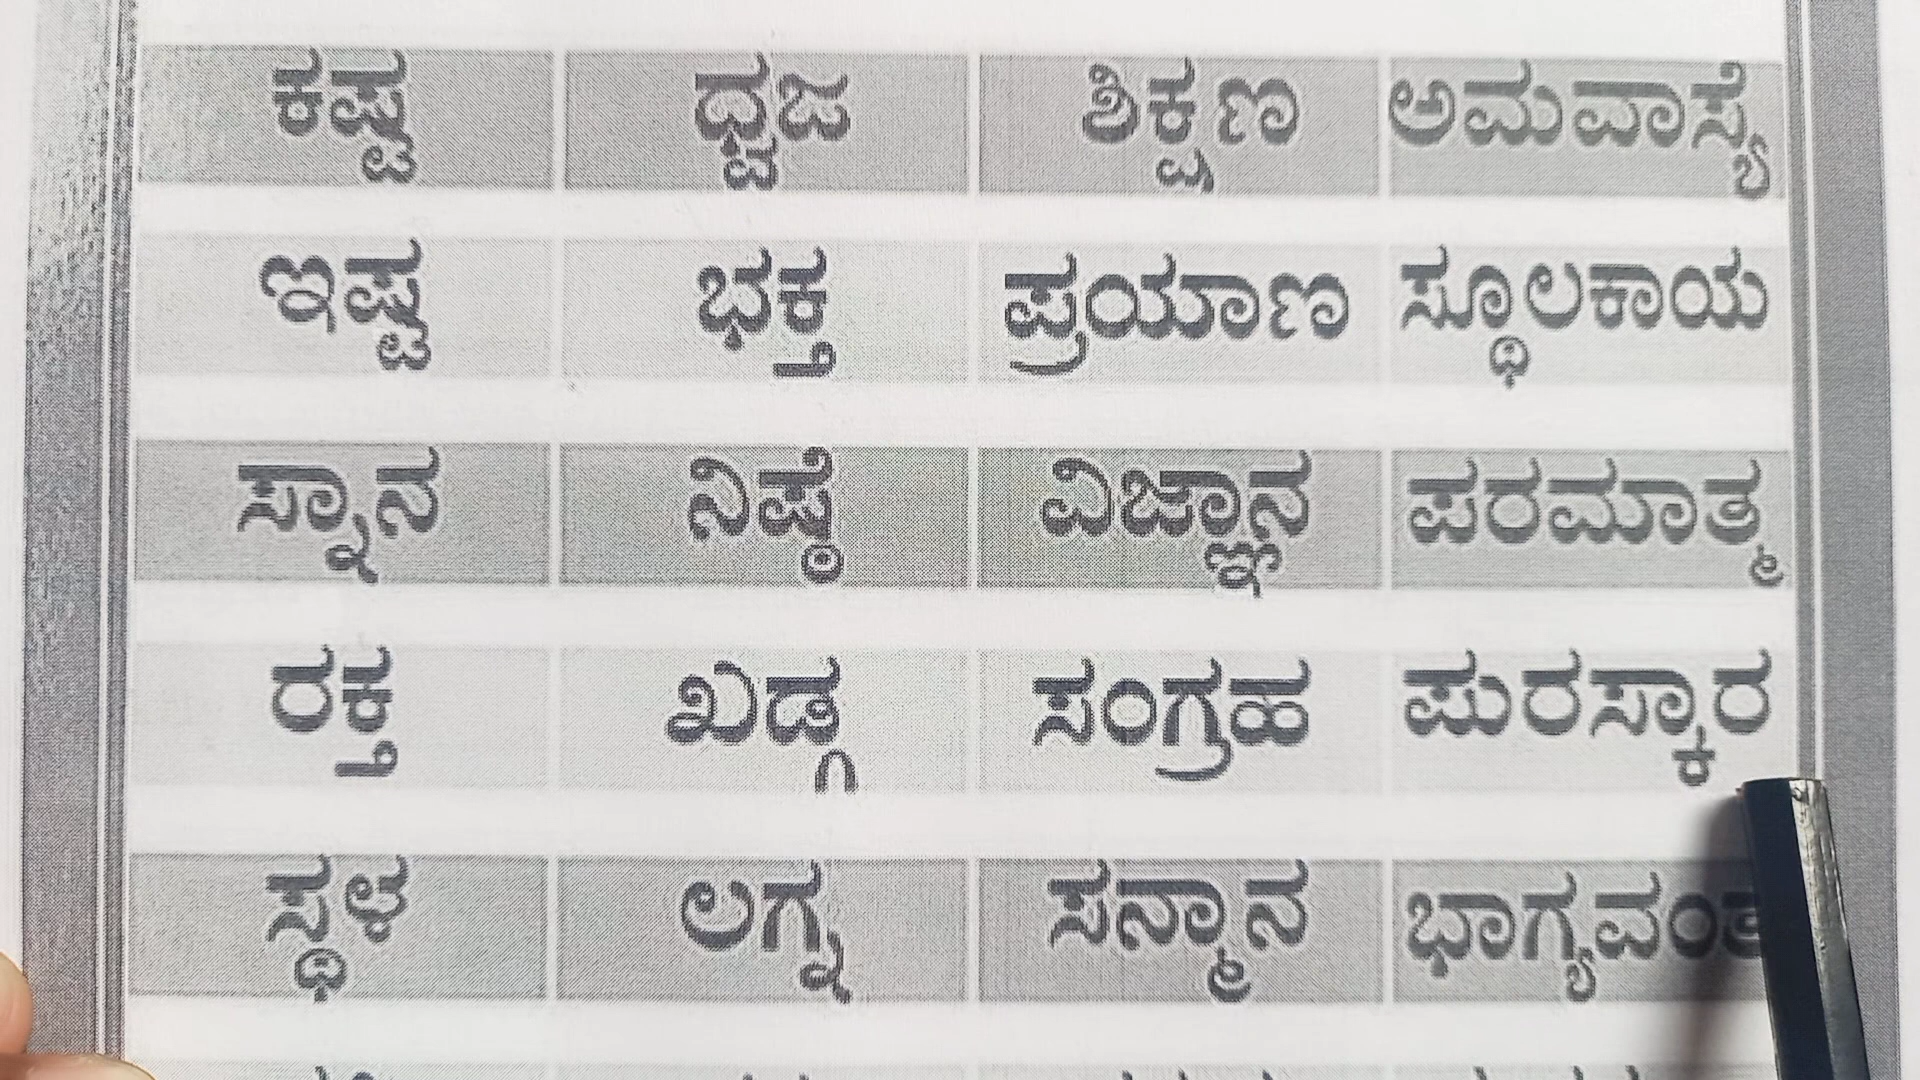 ಕಷ್ಟ ಧ್ವಜ ಶಿಕ್ಷಣ ಅಮವಾಸ್ಯೆ
ಇಷ್ಟ ಭಕ್ತ ಪ್ರಯಾಣ ಸ್ಥೂಲಕಾಯ
ಸ್ನಾನ ನಿಷ್ಠೆ ವಿಜ್ಞಾನ ಪರಮಾತ್ಮ
ರಕ್ತ ಖಡ್ಗ ಸಂಗ್ರಹ ಪುರಸ್ಕಾರ
ಸ್ಥಳ ಲಗ್ನ ಸನ್ಮಾನ ಭಾಗ್ಯವಂತ